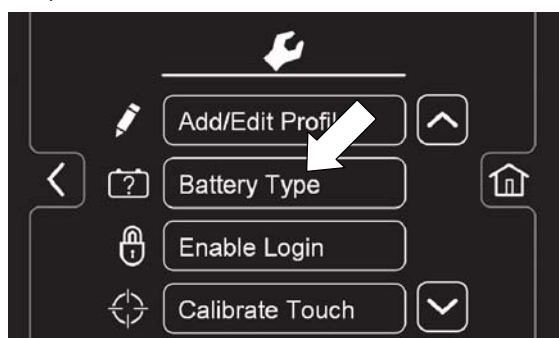 Add/Edit Profil
Battery Type
Enable Login
Calibrate Touch